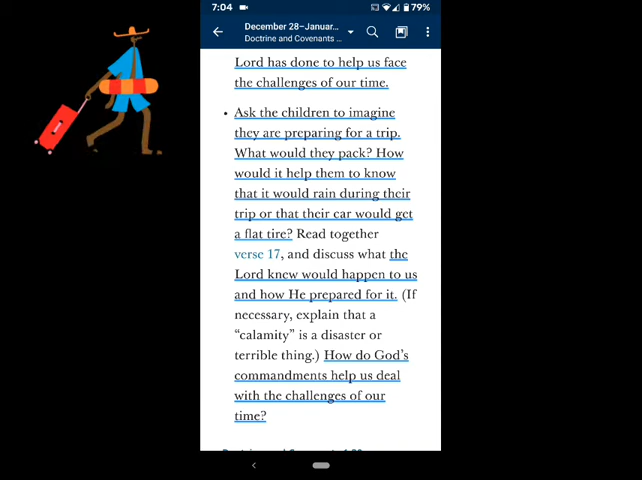 7:04
79%
December 28–Januar...
Doctrine and Covenants ...
Lord has done to help us face
the challenges of our time.
• Ask the children to imagine
they are preparing for a trip.
What would they pack? How
would it help them to know
that it would rain during their
trip or that their car would get
a flat tire? Read together
verse 17, and discuss what the
Lord knew would happen to us
and how He prepared for it. (If
necessary, explain that a
“calamity” is a disaster or
terrible thing.) How do God’s
commandments help us deal
with the challenges of our
time?